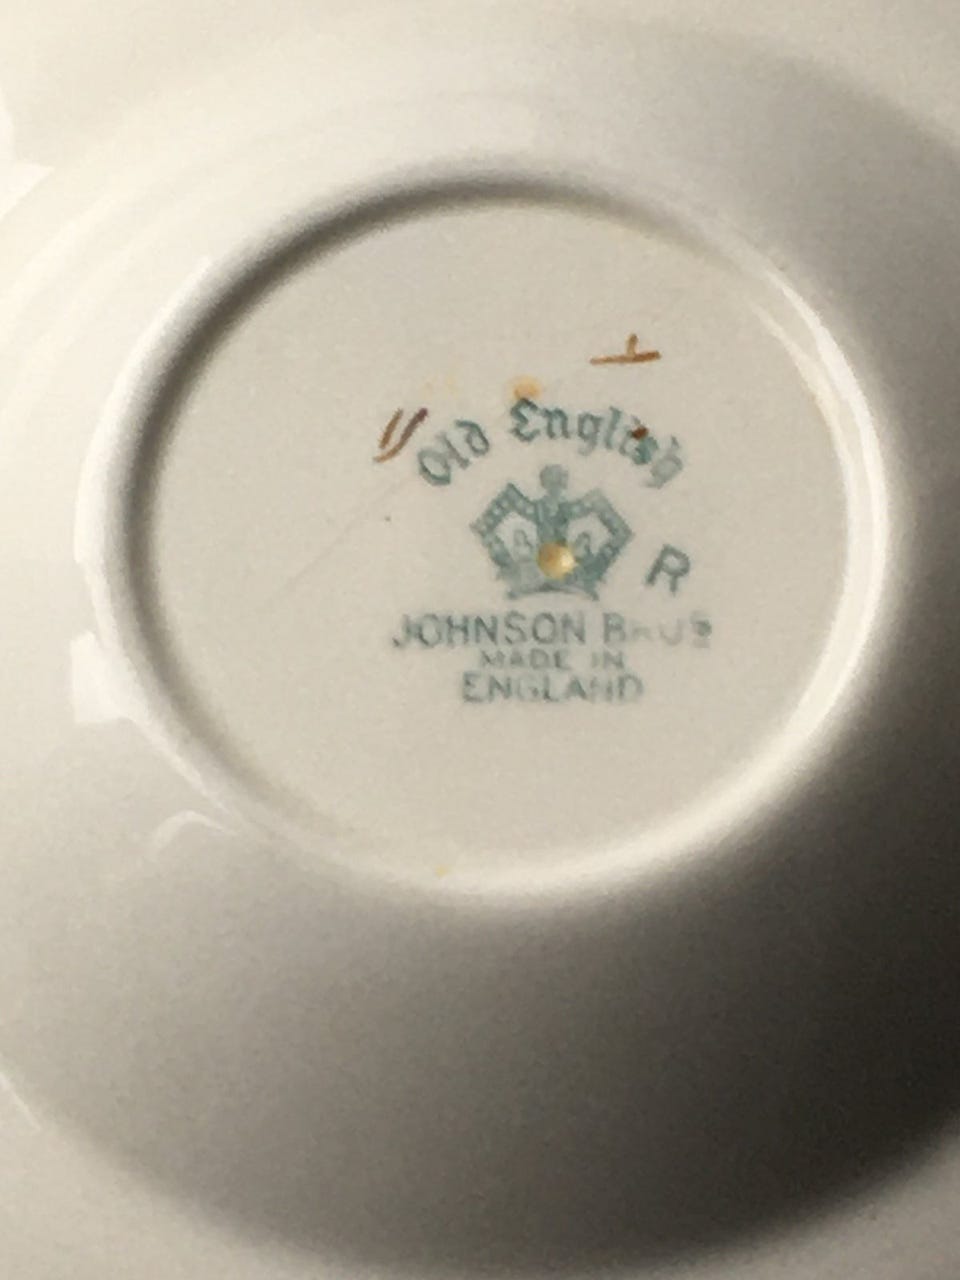 Old English
R
JOHNSON BROS
MADE IN
ENGLAND